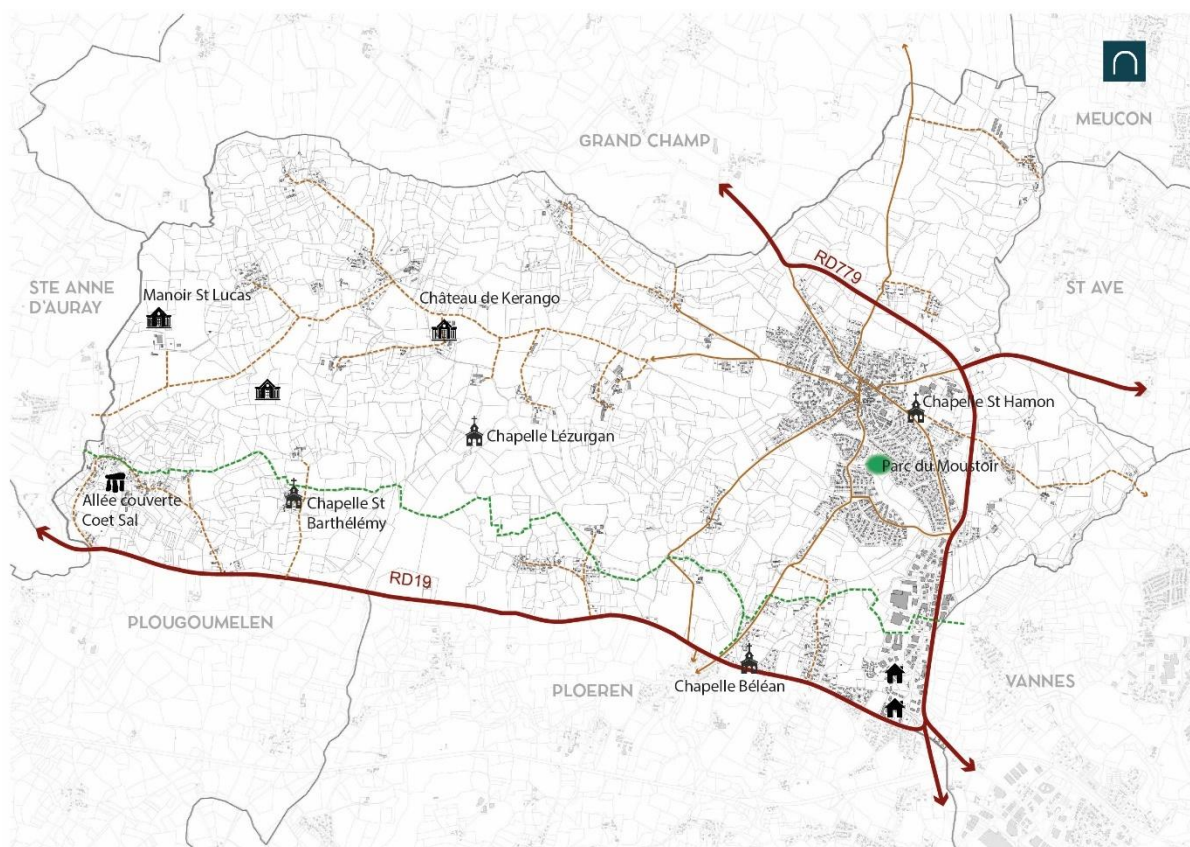 MEUCON
GRAND CHAMP
RD779
STE ANNE
D'AURAY
ST AVE
Manoir St Lucas
Château de Kerango
Chapelle St Hamon
Chapelle Lézurgan
Parc du Moustoir
Allée couverte
Coet Sal
Chapelle St
Barthélémy
RD19
PLOUGOUMELEN
PLOEREN
Chapelle Béléan
VANNES